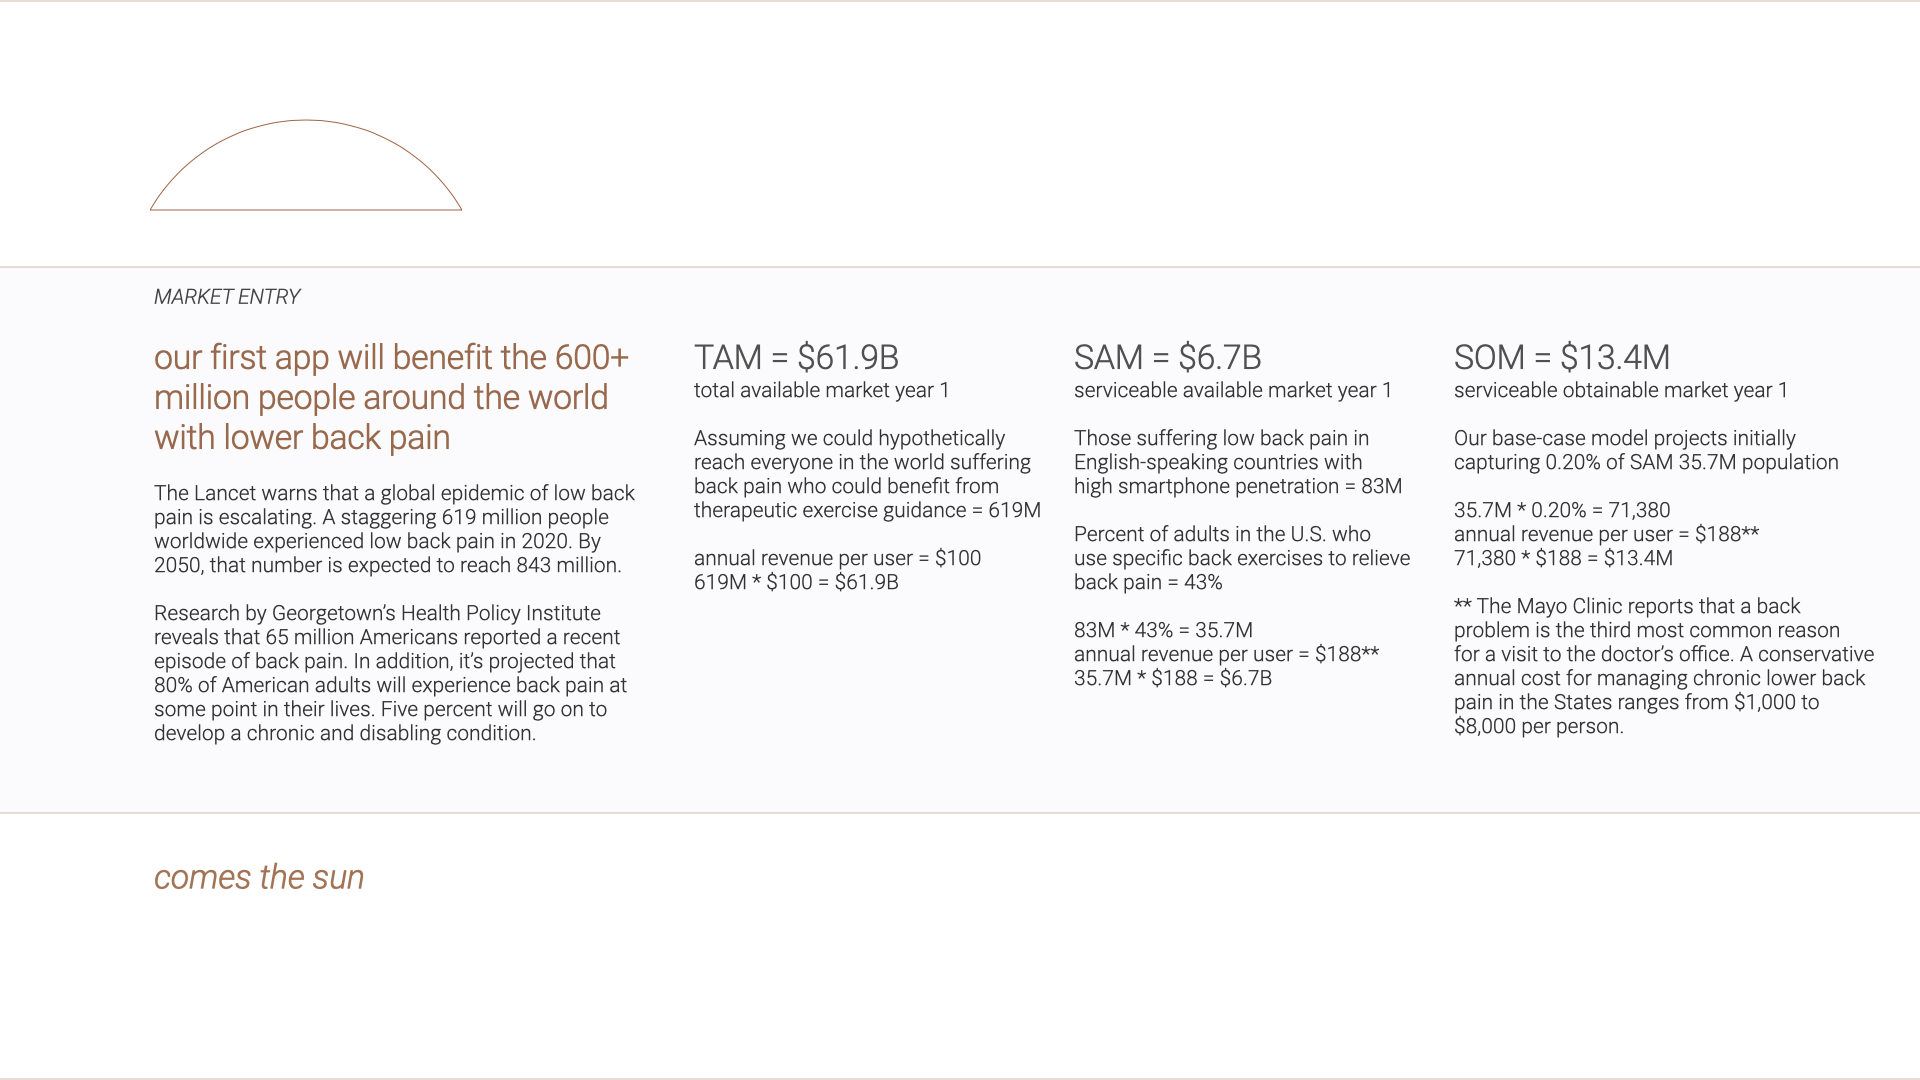 MARKET ENTRY
our first app will benefit the 600+
million people around the world
with lower back pain
The Lancet warns that a global epidemic of low back
pain is escalating. A staggering 619 million people
worldwide experienced low back pain in 2020. By
2050, that number is expected to reach 843 million.
Research by Georgetown’s Health Policy Institute
reveals that 65 million Americans reported a recent
episode of back pain. In addition, it’s projected that
80% of American adults will experience back pain at
some point in their lives. Five percent will go on to
develop a chronic and disabling condition.
TAM = $61.9B
total available market year 1
Assuming we could hypothetically
reach everyone in the world suffering
back pain who could benefit from
therapeutic exercise guidance = 619M
annual revenue per user = $100
619M * $100 = $61.9B
SAM = $6.7B
serviceable available market year 1
Those suffering low back pain in
English-speaking countries with
high smartphone penetration = 83M
Percent of adults in the U.S. who
use specific back exercises to relieve
back pain = 43%
83M * 43% = 35.7M
annual revenue per user = $188**
35.7M * $188 = $6.7B
SOM = $13.4M
serviceable obtainable market year 1
Our base-case model projects initially
capturing 0.20% of SAM 35.7M population
35.7M * 0.20% = 71,380
annual revenue per user = $188**
71,380 * $188 = $13.4M
** The Mayo Clinic reports that a back
problem is the third most common reason
for a visit to the doctor’s office. A conservative
annual cost for managing chronic lower back
pain in the States ranges from $1,000 to
$8,000 per person.
comes the sun